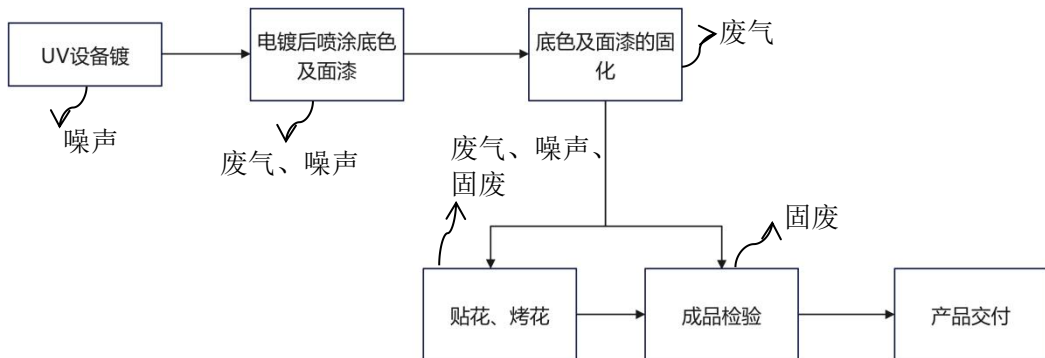 UV设备镀
电镀后喷涂底色
及面漆
底色及面漆的固
化
废气
噪声
废气、噪声
废气、噪声、
固废
固废
贴花、烤花
成品检验
产品交付